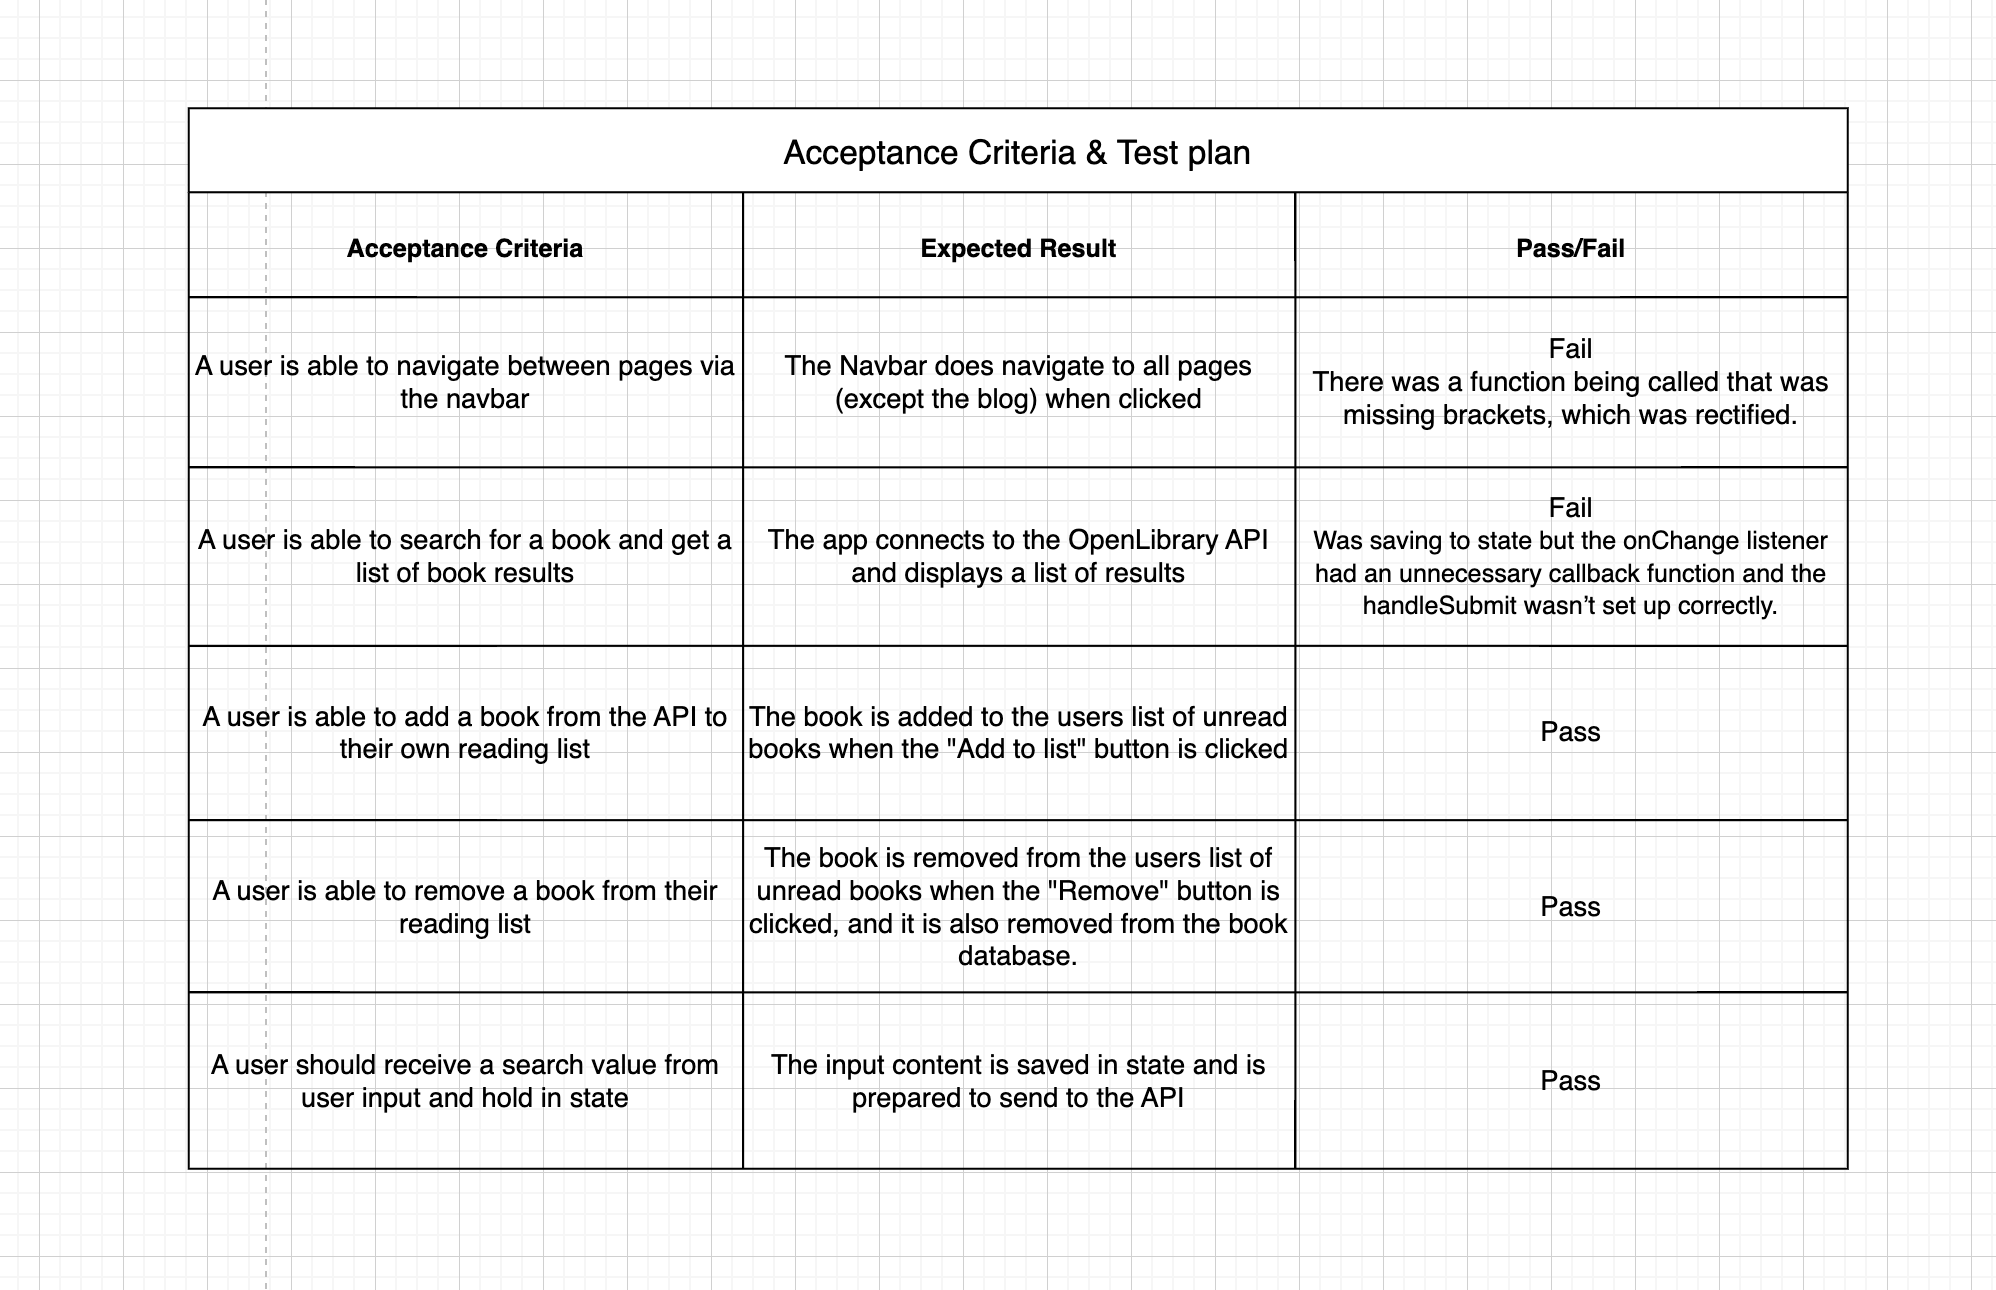 Acceptance Criteria & Test plan
Acceptance Criteria
Expected Result
Pass/Fail
A user is able to navigate between pages via
the navbar
The Navbar does navigate to all pages
(except the blog) when clicked
Fail
There was a function being called that was
missing brackets, which was rectified.
A user is able to search for a book and get a
list of book results
The app connects to the OpenLibrary API
and displays a list of results
Fail
Was saving to state but the onChange listener
had an unnecessary callback function and the
handleSubmit wasn’t set up correctly.
A user is able to add a book from the API to
their own reading list
The book is added to the users list of unread
books when the "Add to list" button is clicked
Pass
A user is able to remove a book from their
reading list
The book is removed from the users list of
unread books when the "Remove" button is
clicked, and it is also removed from the book
database.
Pass
A user should receive a search value from
user input and hold in state
The input content is saved in state and is
prepared to send to the API
Pass